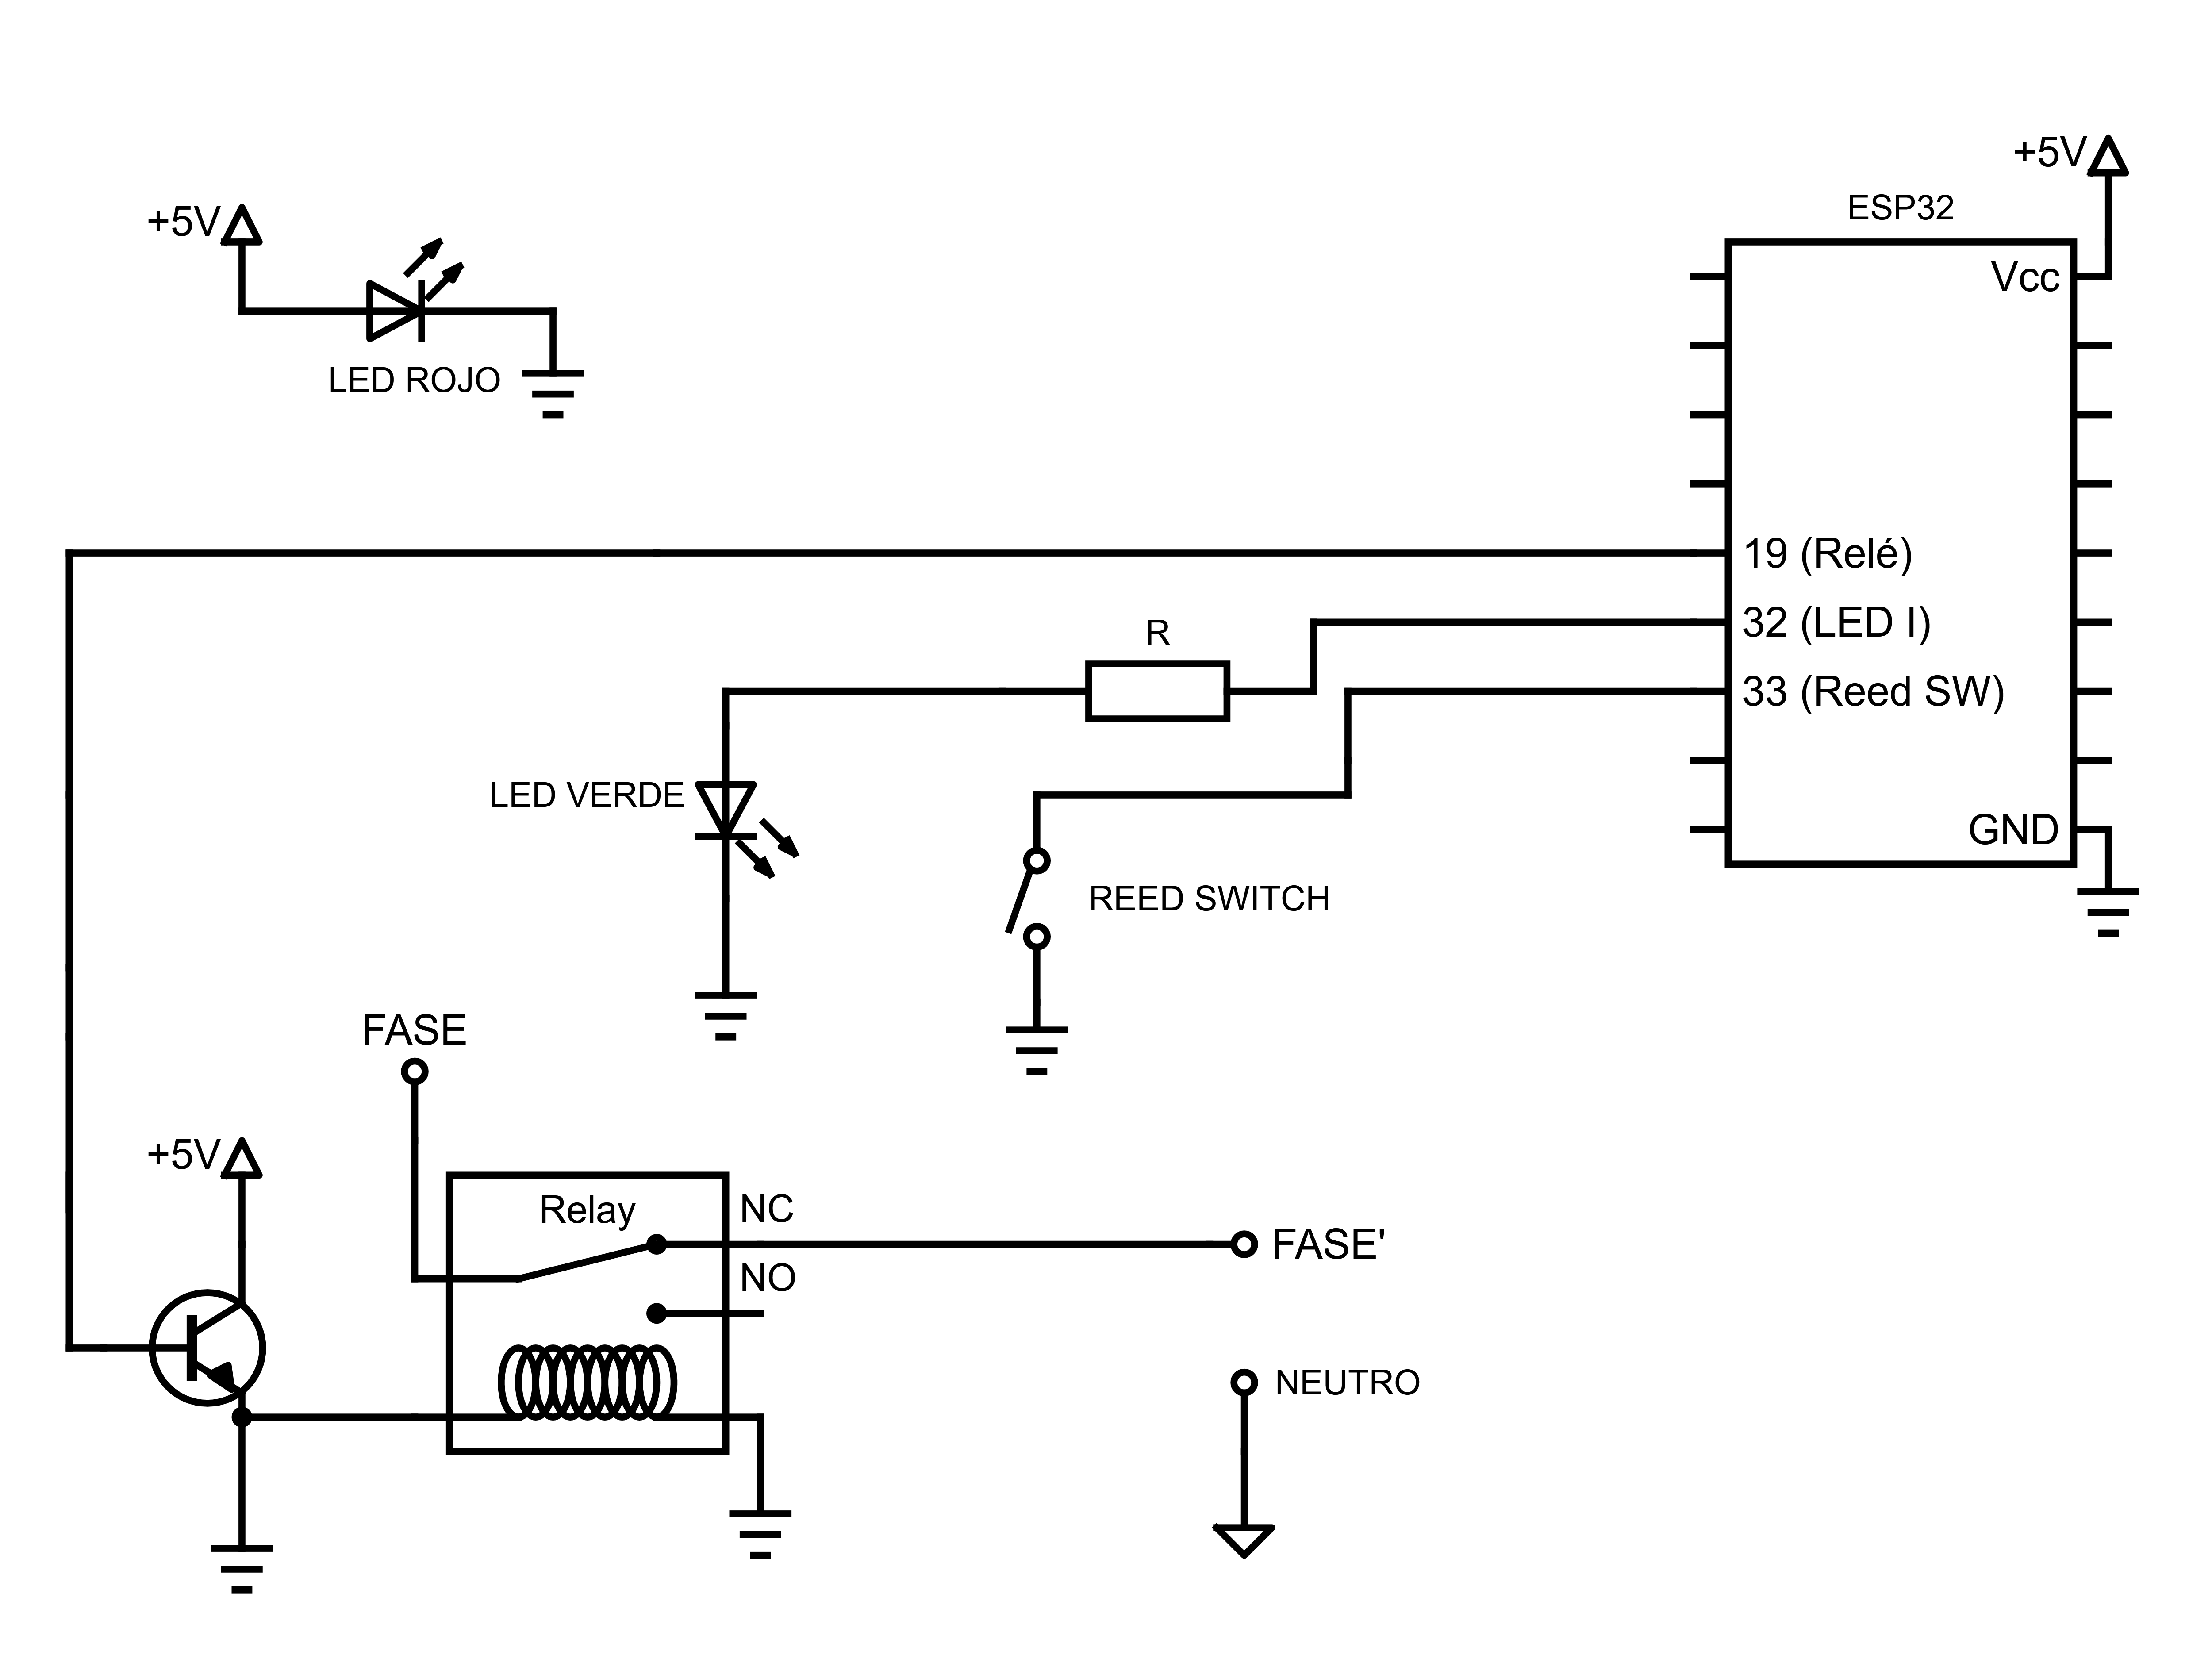 +5V
ESP32
+5V
Vcc
LED ROJO
19 (Relé)
32 (LED I)
R
33 (Reed SW)
LED VERDE
GND
REED SWITCH
FASE
+5V
Relay
NC
FASE'
NO
NEUTRO